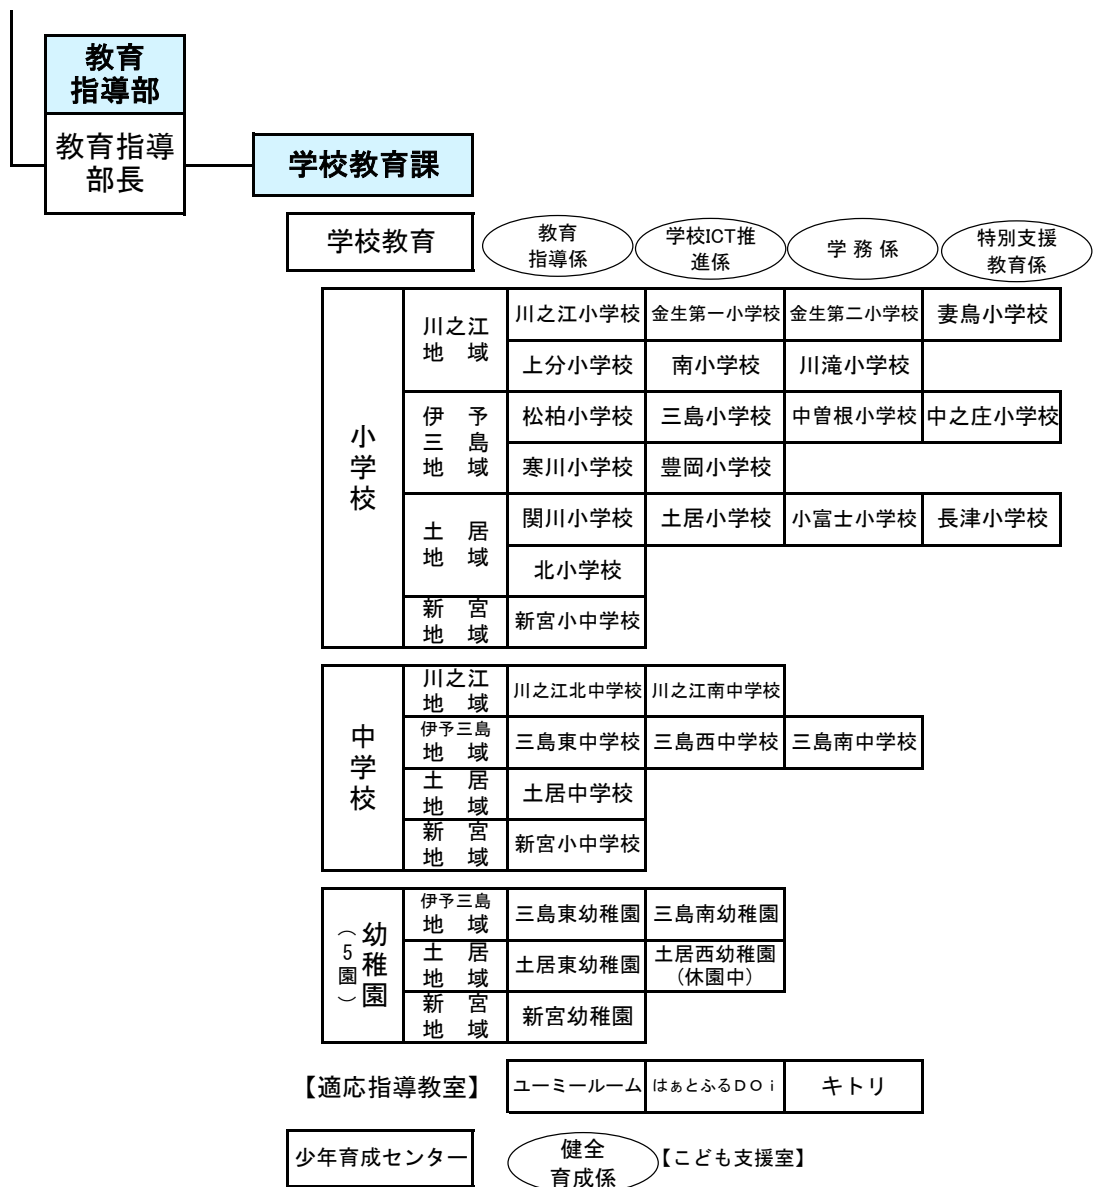 教育
指導部
教育指導
部長
学校教育課
学校教育
教育
指導係
学校ICT推
進係
学 務 係
特別支援
教育係
小学校
川之江
地　域
川之江小学校
金生第一小学校
金生第二小学校
妻鳥小学校
上分小学校
南小学校
川滝小学校
伊　予
三　島
地　域
松柏小学校
三島小学校
中曽根小学校
中之庄小学校
寒川小学校
豊岡小学校
土　居
地　域
関川小学校
土居小学校
小富士小学校
長津小学校
北小学校
新　宮
地　域
新宮小中学校
中学校
川之江
地　域
川之江北中学校
川之江南中学校
伊予三島
地　域
三島東中学校
三島西中学校
三島南中学校
土　居
地　域
土居中学校
新　宮
地　域
新宮小中学校
幼稚園
（5園）
伊予三島
地　域
三島東幼稚園
三島南幼稚園
土　居
地　域
土居東幼稚園
土居西幼稚園
（休園中）
新　宮
地　域
新宮幼稚園
【適応指導教室】
ユーミールーム
はぁとふるＤＯｉ
キトリ
少年育成センター
健全
育成係
【こども支援室】